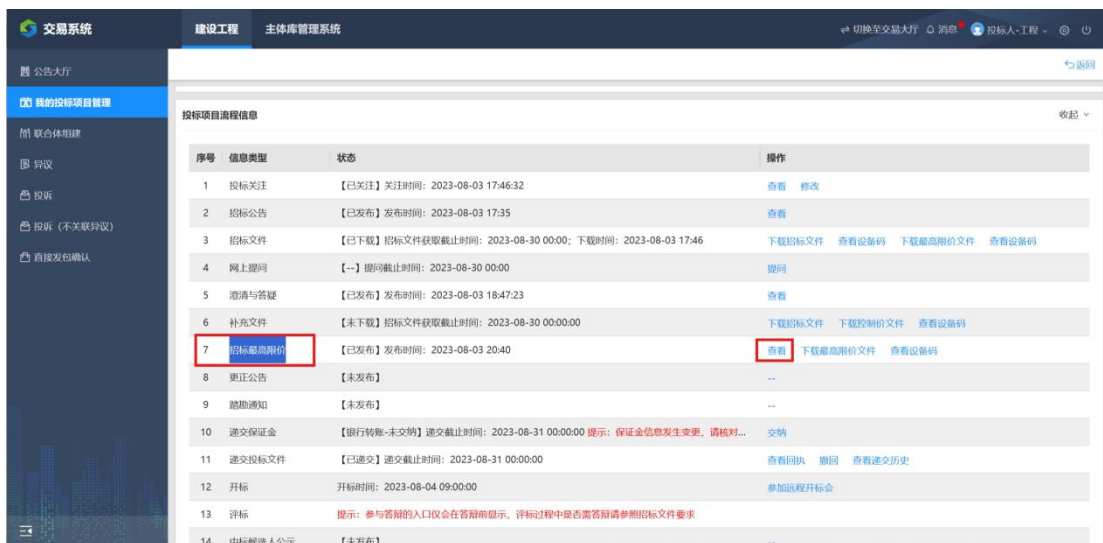 交易系统 建设工程 主体库管理系统 切换至交易大厅 消息 投标人-工程
公告大厅 返回
我的投标项目管理
投标项目流程信息 收起
联合体组建
异议
投诉
投诉（不关联异议）
直接发包确认
序号 信息类型 状态 操作
1 投标关注 【已关注】关注时间：2023-08-03 17:46:32 查看 修改
2 招标公告 【已发布】发布时间：2023-08-03 17:35 查看
3 招标文件 【已下载】招标文件获取截止时间：2023-08-30 00:00；下载时间：2023-08-03 17:46 下载招标文件 查看设备码 下载最高限价文件 查看设备码
4 网上提问 【--】提问截止时间：2023-08-30 00:00 提问
5 澄清与答疑 【已发布】发布时间：2023-08-03 18:47:23 查看
6 补充文件 【未下载】招标文件获取截止时间：2023-08-30 00:00:00 下载招标文件 下载控制价文件 查看设备码
7 招标最高限价 【已发布】发布时间：2023-08-03 20:40 查看 下载最高限价文件 查看设备码
8 更正公告 【未发布】 --
9 踏勘通知 【未发布】 --
10 递交保证金 【银行转账-未交纳】递交截止时间：2023-08-31 00:00:00 提示：保证金信息发生变更，请核对... 交纳
11 递交投标文件 【已递交】递交截止时间：2023-08-31 00:00:00 查看回执 撤回 查看递交历史
12 开标 开标时间：2023-08-04 09:00:00 参加远程开标会
13 评标 提示：参与答辩的入口仅会在答辩前显示，评标过程中是否需答辩请参照招标文件要求
14 中标候选人公示 【未发布】 --